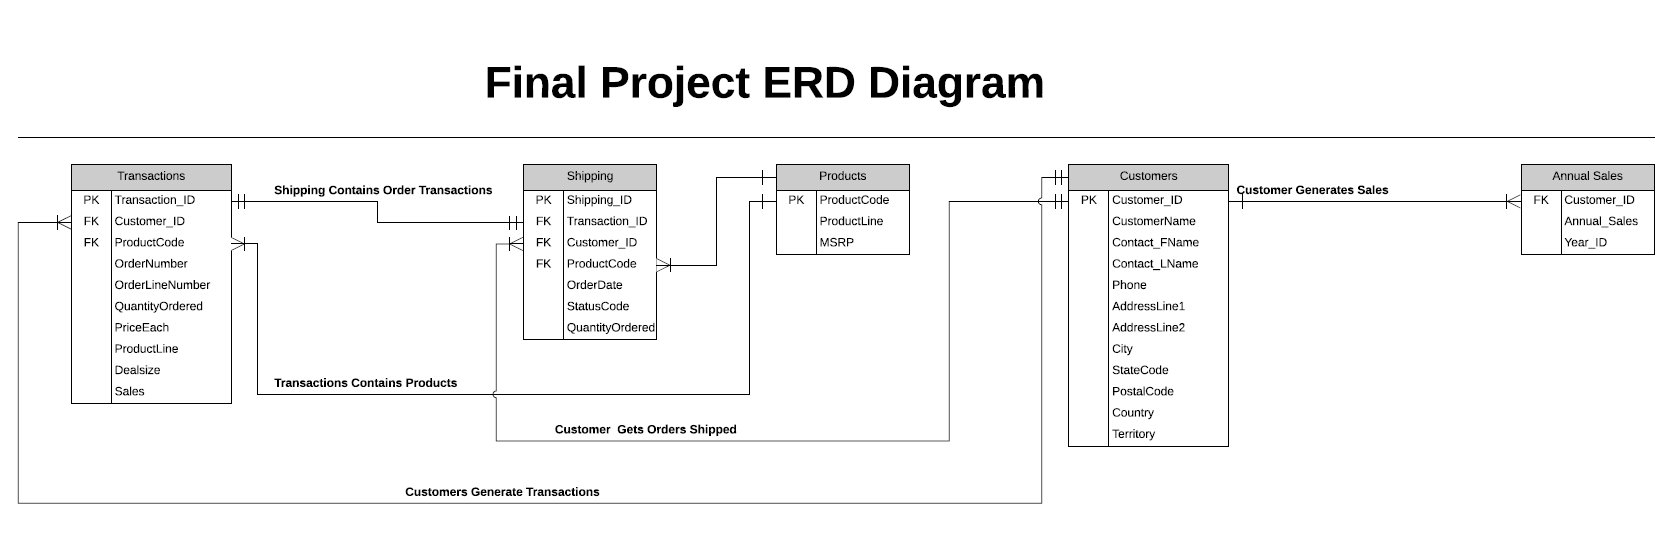 Final Project ERD Diagram
Transactions
PK Transaction_ID
FK Customer_ID
FK ProductCode
OrderNumber
OrderLineNumber
QuantityOrdered
PriceEach
ProductLine
Dealsize
Sales
Shipping Contains Order Transactions
Shipping
PK Shipping_ID
FK Transaction_ID
FK Customer_ID
FK ProductCode
OrderDate
StatusCode
QuantityOrdered
Products
PK ProductCode
ProductLine
MSRP
Customers
PK Customer_ID
CustomerName
Contact_FName
Contact_LName
Phone
AddressLine1
AddressLine2
City
StateCode
PostalCode
Country
Territory
Customer Generates Sales
Annual Sales
FK Customer_ID
Annual_Sales
Year_ID
Transactions Contains Products
Customer  Gets Orders Shipped
Customers Generate Transactions